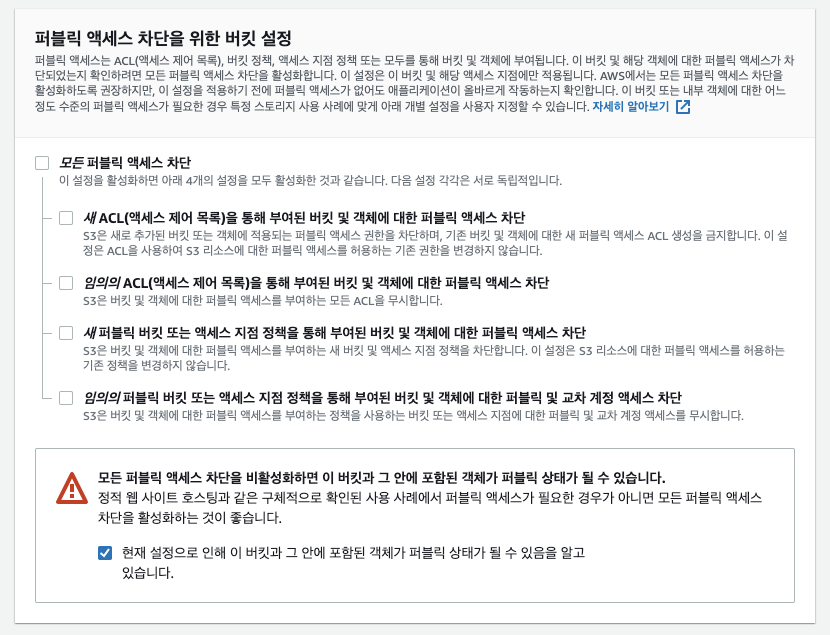 퍼블릭 액세스 차단을 위한 버킷 설정
퍼블릭 액세스는 ACL(액세스 제어 목록), 버킷 정책, 액세스 지점 정책 또는 모두를 통해 버킷 및 객체에 부여됩니다. 이 버킷 및 해당 객체에 대한 퍼블릭 액세스가 차
단되었는지 확인하려면 모든 퍼블릭 액세스 차단을 활성화합니다. 이 설정은 이 버킷 및 해당 액세스 지점에만 적용됩니다. AWS에서는 모든 퍼블릭 액세스 차단을
활성화하도록 권장하지만, 이 설정을 적용하기 전에 퍼블릭 액세스가 없어도 애플리케이션이 올바르게 작동하는지 확인합니다. 이 버킷 또는 내부 객체에 대한 어느
정도 수준의 퍼블릭 액세스가 필요한 경우 특정 스토리지 사용 사례에 맞게 아래 개별 설정을 사용자 지정할 수 있습니다. 자세히 알아보기
모든 퍼블릭 액세스 차단
이 설정을 활성화하면 아래 4개의 설정을 모두 활성화한 것과 같습니다. 다음 설정 각각은 서로 독립적입니다.
새 ACL(액세스 제어 목록)을 통해 부여된 버킷 및 객체에 대한 퍼블릭 액세스 차단
S3은 새로 추가된 버킷 또는 객체에 적용되는 퍼블릭 액세스 권한을 차단하며, 기존 버킷 및 객체에 대한 새 퍼블릭 액세스 ACL 생성을 금지합니다. 이 설
정은 ACL을 사용하여 S3 리소스에 대한 퍼블릭 액세스를 허용하는 기존 권한을 변경하지 않습니다.
임의의 ACL(액세스 제어 목록)을 통해 부여된 버킷 및 객체에 대한 퍼블릭 액세스 차단
S3은 버킷 및 객체에 대한 퍼블릭 액세스를 부여하는 모든 ACL을 무시합니다.
새 퍼블릭 버킷 또는 액세스 지점 정책을 통해 부여된 버킷 및 객체에 대한 퍼블릭 액세스 차단
S3은 버킷 및 객체에 대한 퍼블릭 액세스를 부여하는 새 버킷 및 액세스 지점 정책을 차단합니다. 이 설정은 S3 리소스에 대한 퍼블릭 액세스를 허용하는
기존 정책을 변경하지 않습니다.
임의의 퍼블릭 버킷 또는 액세스 지점 정책을 통해 부여된 버킷 및 객체에 대한 퍼블릭 및 교차 계정 액세스 차단
S3은 버킷 및 객체에 대한 퍼블릭 액세스를 부여하는 정책을 사용하는 버킷 또는 액세스 지점에 대한 퍼블릭 및 교차 계정 액세스를 무시합니다.
모든 퍼블릭 액세스 차단을 비활성화하면 이 버킷과 그 안에 포함된 객체가 퍼블릭 상태가 될 수 있습니다.
정적 웹 사이트 호스팅과 같은 구체적으로 확인된 사용 사례에서 퍼블릭 액세스가 필요한 경우가 아니면 모든 퍼블릭 액세스
차단을 활성화하는 것이 좋습니다.
현재 설정으로 인해 이 버킷과 그 안에 포함된 객체가 퍼블릭 상태가 될 수 있음을 알고
있습니다.